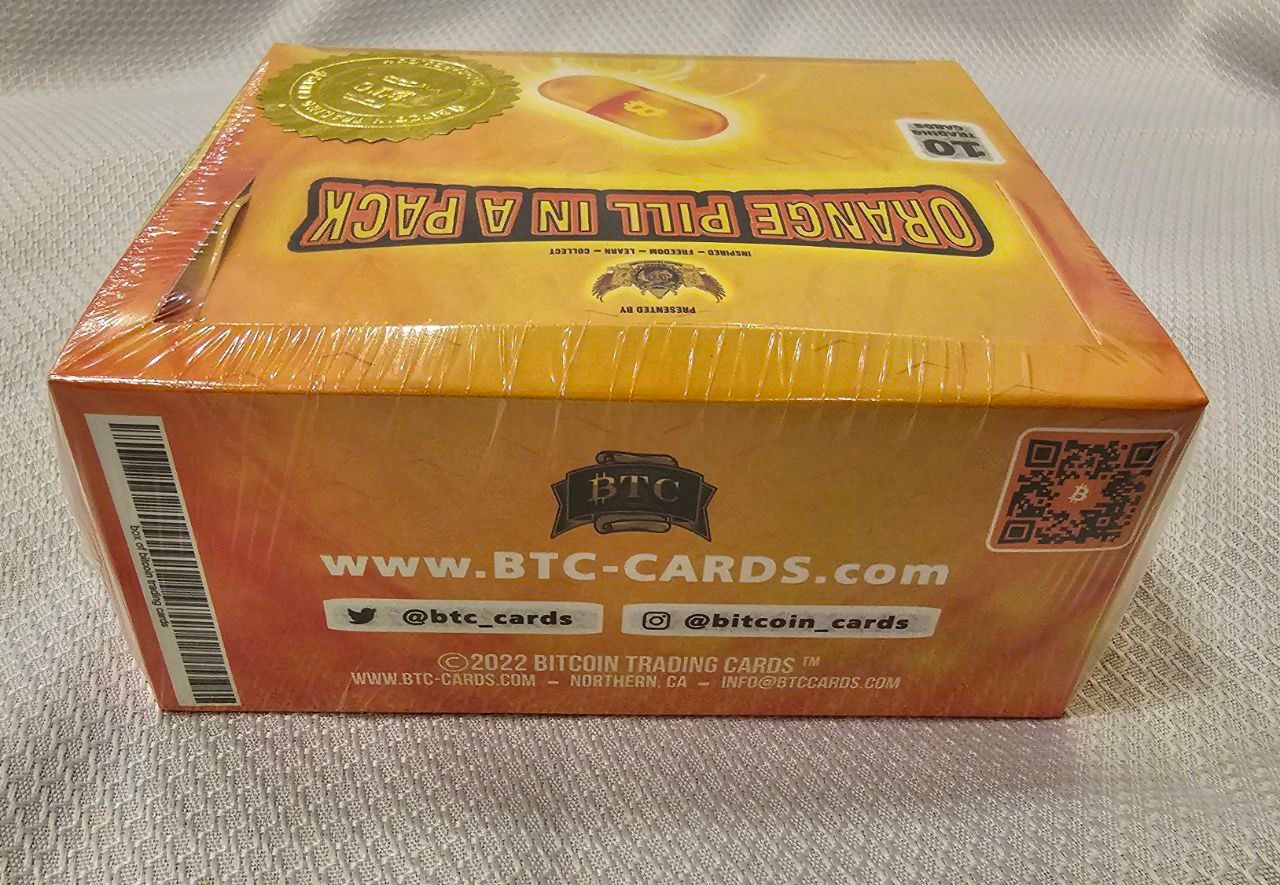 10
TRADING
CARDS
ORANGE PILL IN A PACK
INSPIRED – FREEDOM – LEARN – COLLECT
PRESENTED BY
box of bitcoin trading cards
BTC
www.BTC-CARDS.com
@btc_cards @bitcoin_cards
©2022 BITCOIN TRADING CARDS ™
WWW.BTC-CARDS.COM – NORTHERN, CA – INFO@BTCCARDS.COM